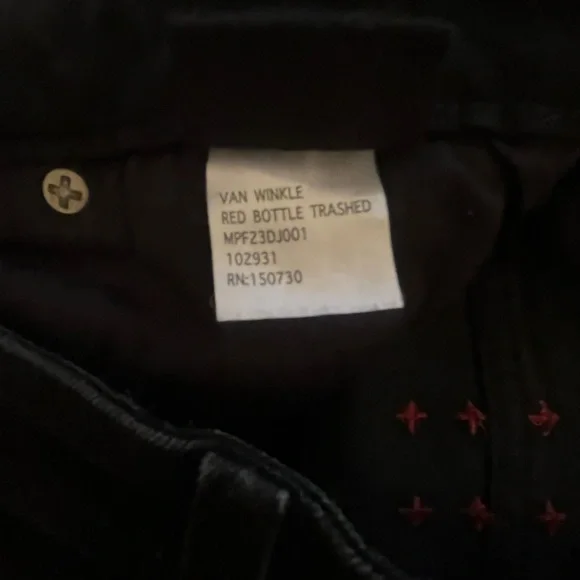 VAN WINKLE
RED BOTTLE TRASHED
MPF23DJ001
102931
RN:150730